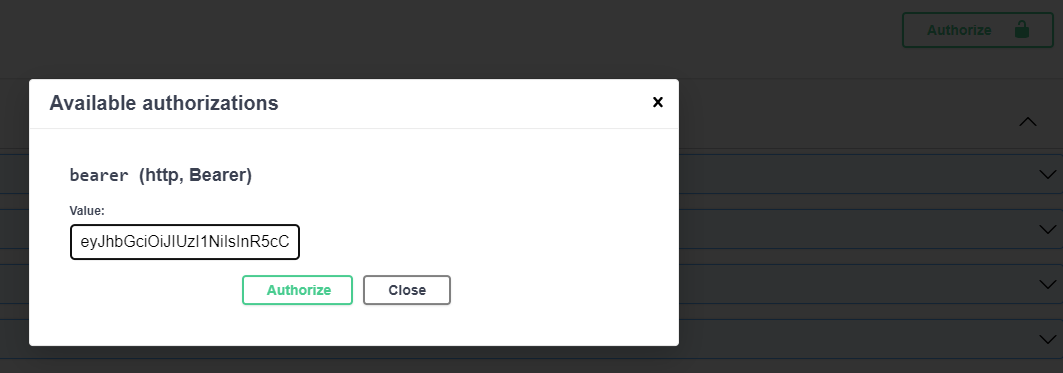 Authorize
Available authorizations
bearer (http, Bearer)
Value:
eyJhbGciOiJIUzI1NiIsInR5cC
Authorize
Close